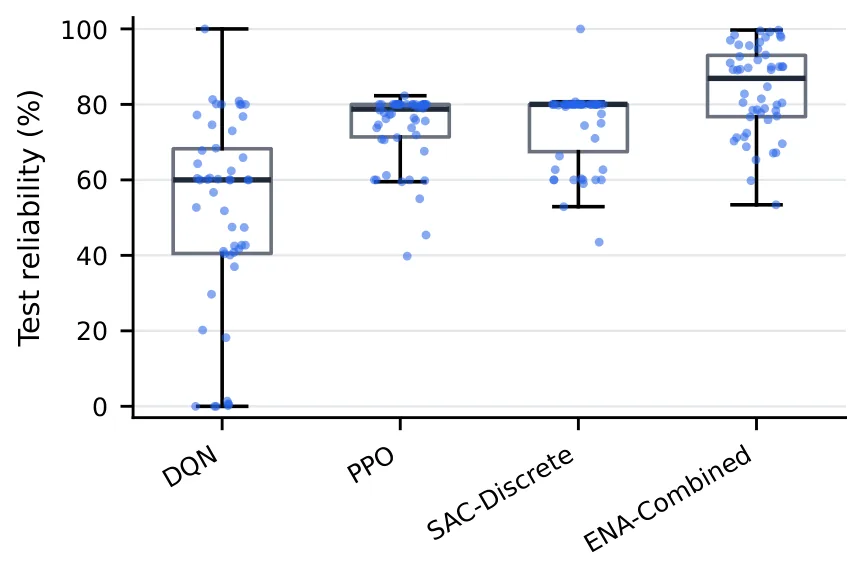 Test reliability (%)
100
80
60
40
20
0
DQN
PPO
SAC-Discrete
ENA-Combined